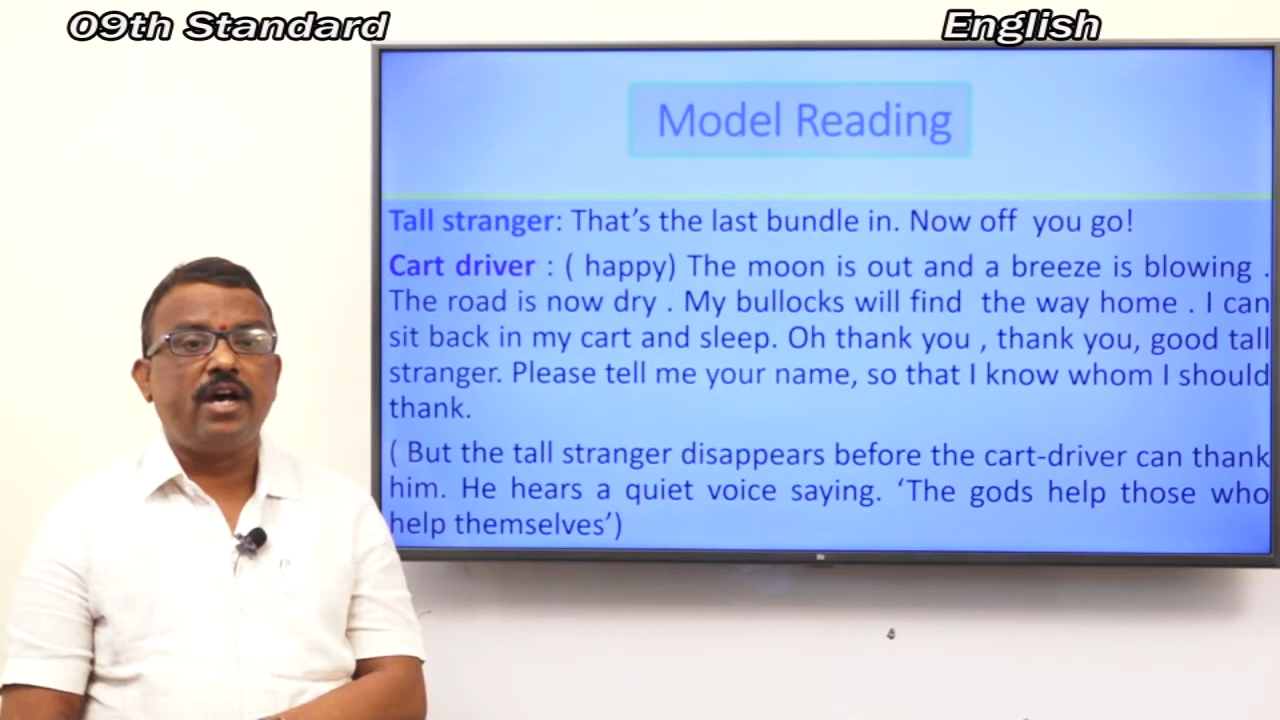 09th Standard
English
Model Reading
Tall stranger: That's the last bundle in. Now off you go!
Cart driver : ( happy) The moon is out and a breeze is blowing .
The road is now dry . My bullocks will find the way home . I can
sit back in my cart and sleep. Oh thank you , thank you, good tall
stranger. Please tell me your name, so that I know whom I should
thank.
( But the tall stranger disappears before the cart-driver can thank
him. He hears a quiet voice saying. ‘The gods help those who
help themselves’)